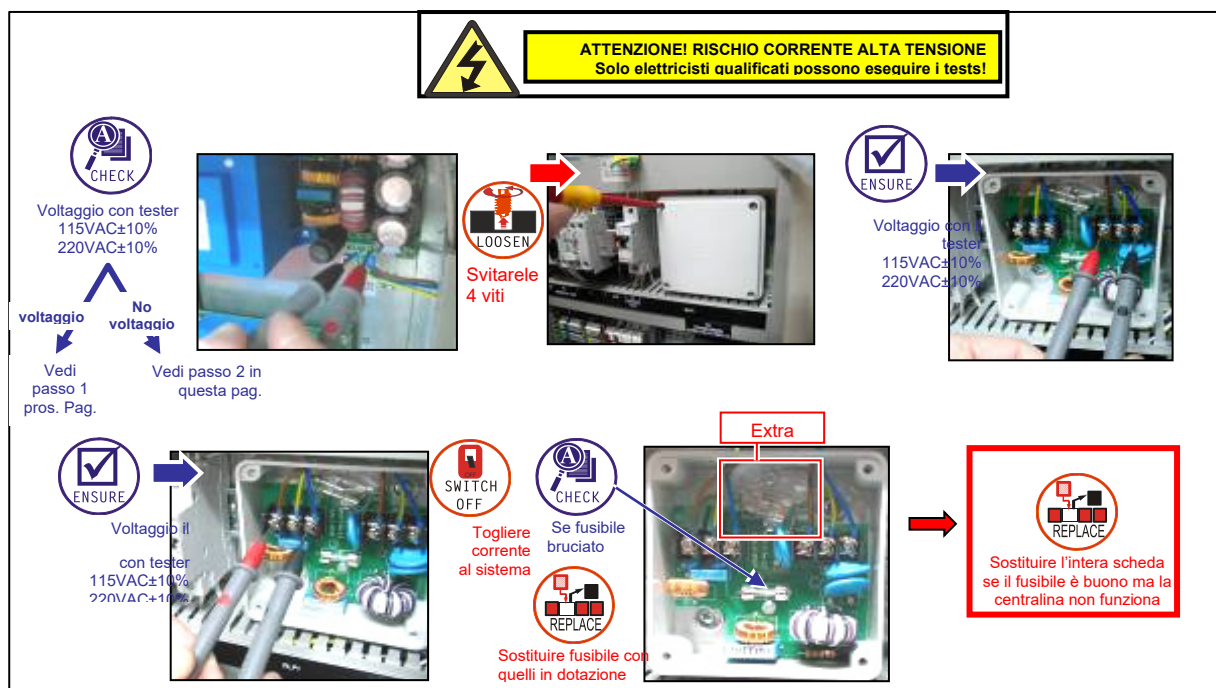 ATTENZIONE! RISCHIO CORRENTE ALTA TENSIONE
Solo elettricisti qualificati possono eseguire i tests!
A
CHECK
Voltaggio con tester
115VAC±10%
220VAC±10%
voltaggio
No
voltaggio
Vedi
passo 1
pros. Pag.
Vedi passo 2 in
questa pag.
LOOSEN
Svitarele
4 viti
ENSURE
Voltaggio con
tester
115VAC±10%
220VAC±10%
ENSURE
Voltaggio il
con tester
115VAC±10%
220VAC±10%
OFF
SWITCH
OFF
Togliere
corrente
al sistema
A
CHECK
Se fusibile
bruciato
REPLACE
Sostituire fusibile con
quelli in dotazione
Extra
REPLACE
Sostituire l'intera scheda
se il fusibile è buono ma la
centralina non funziona